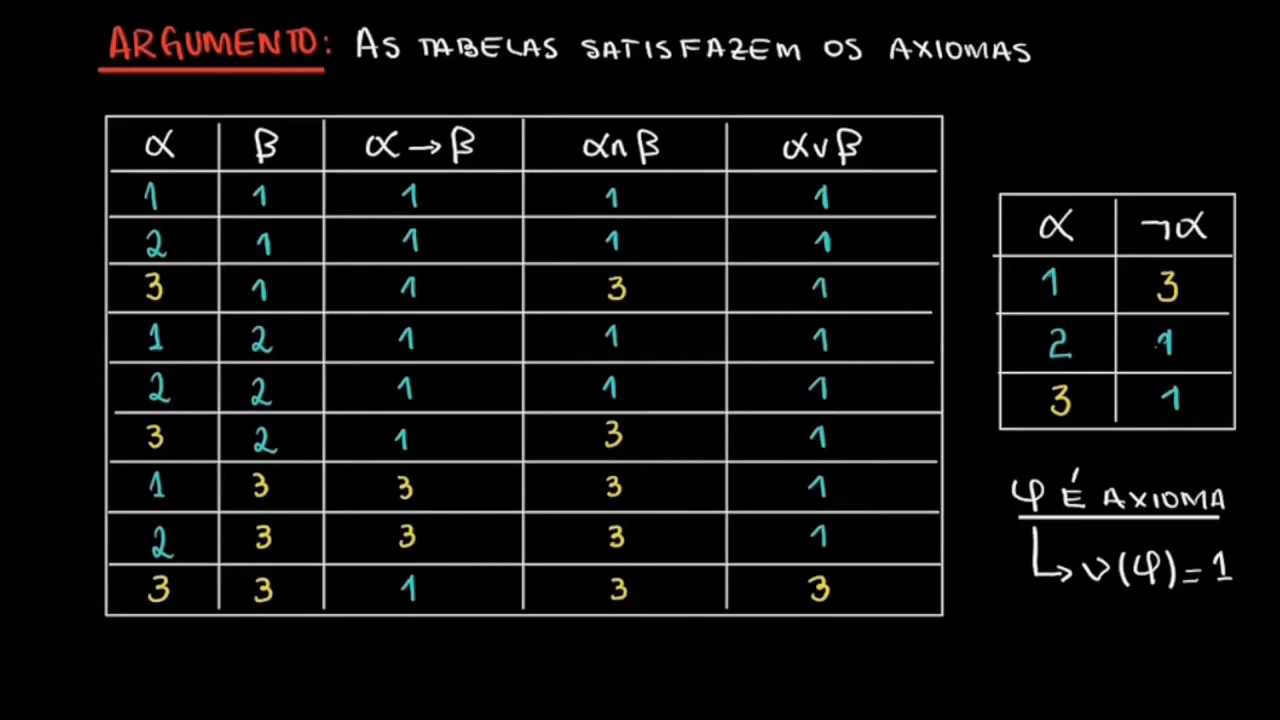 ARGUMENTO: AS TABELAS SATISFAZEM OS AXIOMAS
α β α → β α ∧ β α ∨ β
1 1 1 1 1
2 1 1 1 1
3 1 1 3 1
1 2 1 1 1
2 2 1 1 1
3 2 1 3 1
1 3 3 3 1
2 3 3 3 1
3 3 1 3 3
α ¬α
1 3
2 1
3 1
φ É AXIOMA
↳ v(φ) = 1